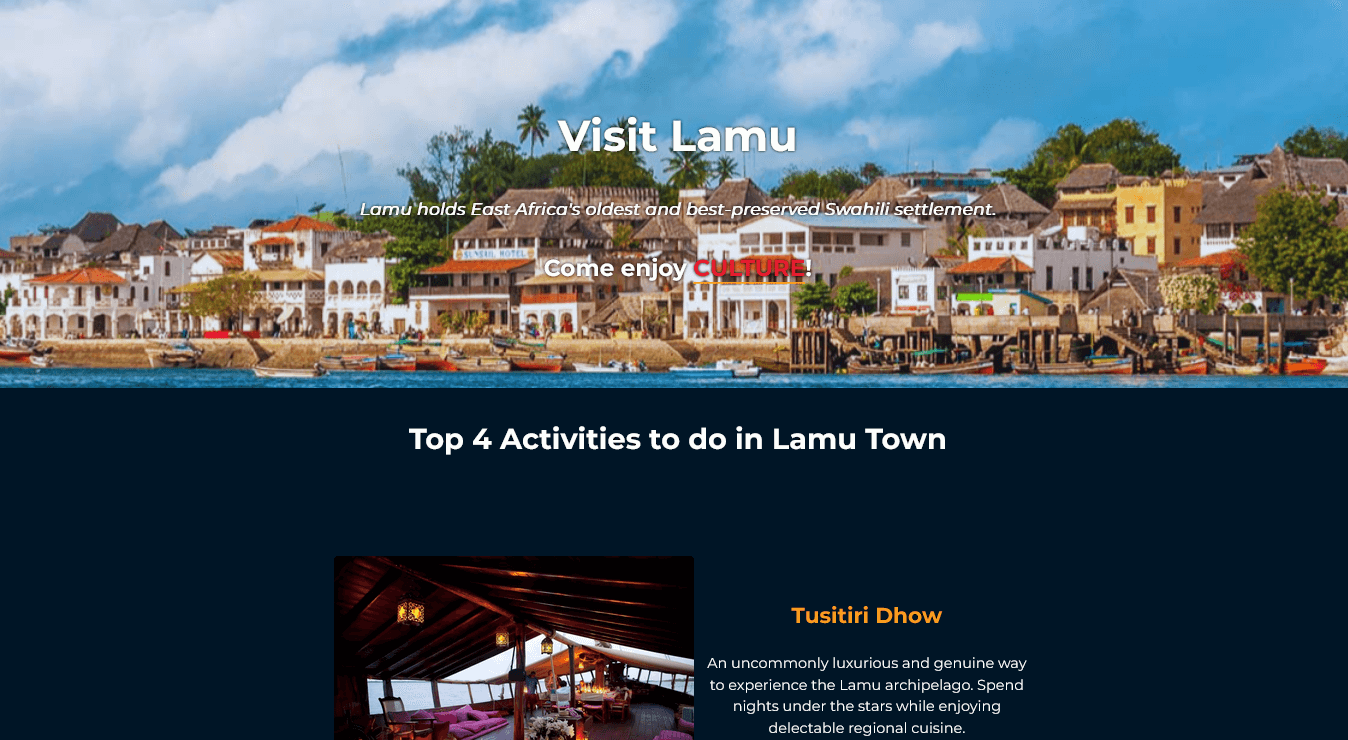 Visit Lamu
Lamu holds East Africa's oldest and best-preserved Swahili settlement.
SUNSAIL HOTEL
Come enjoy CULTURE!
Top 4 Activities to do in Lamu Town
Tusitiri Dhow
An uncommonly luxurious and genuine way
to experience the Lamu archipelago. Spend
nights under the stars while enjoying
delectable regional cuisine.